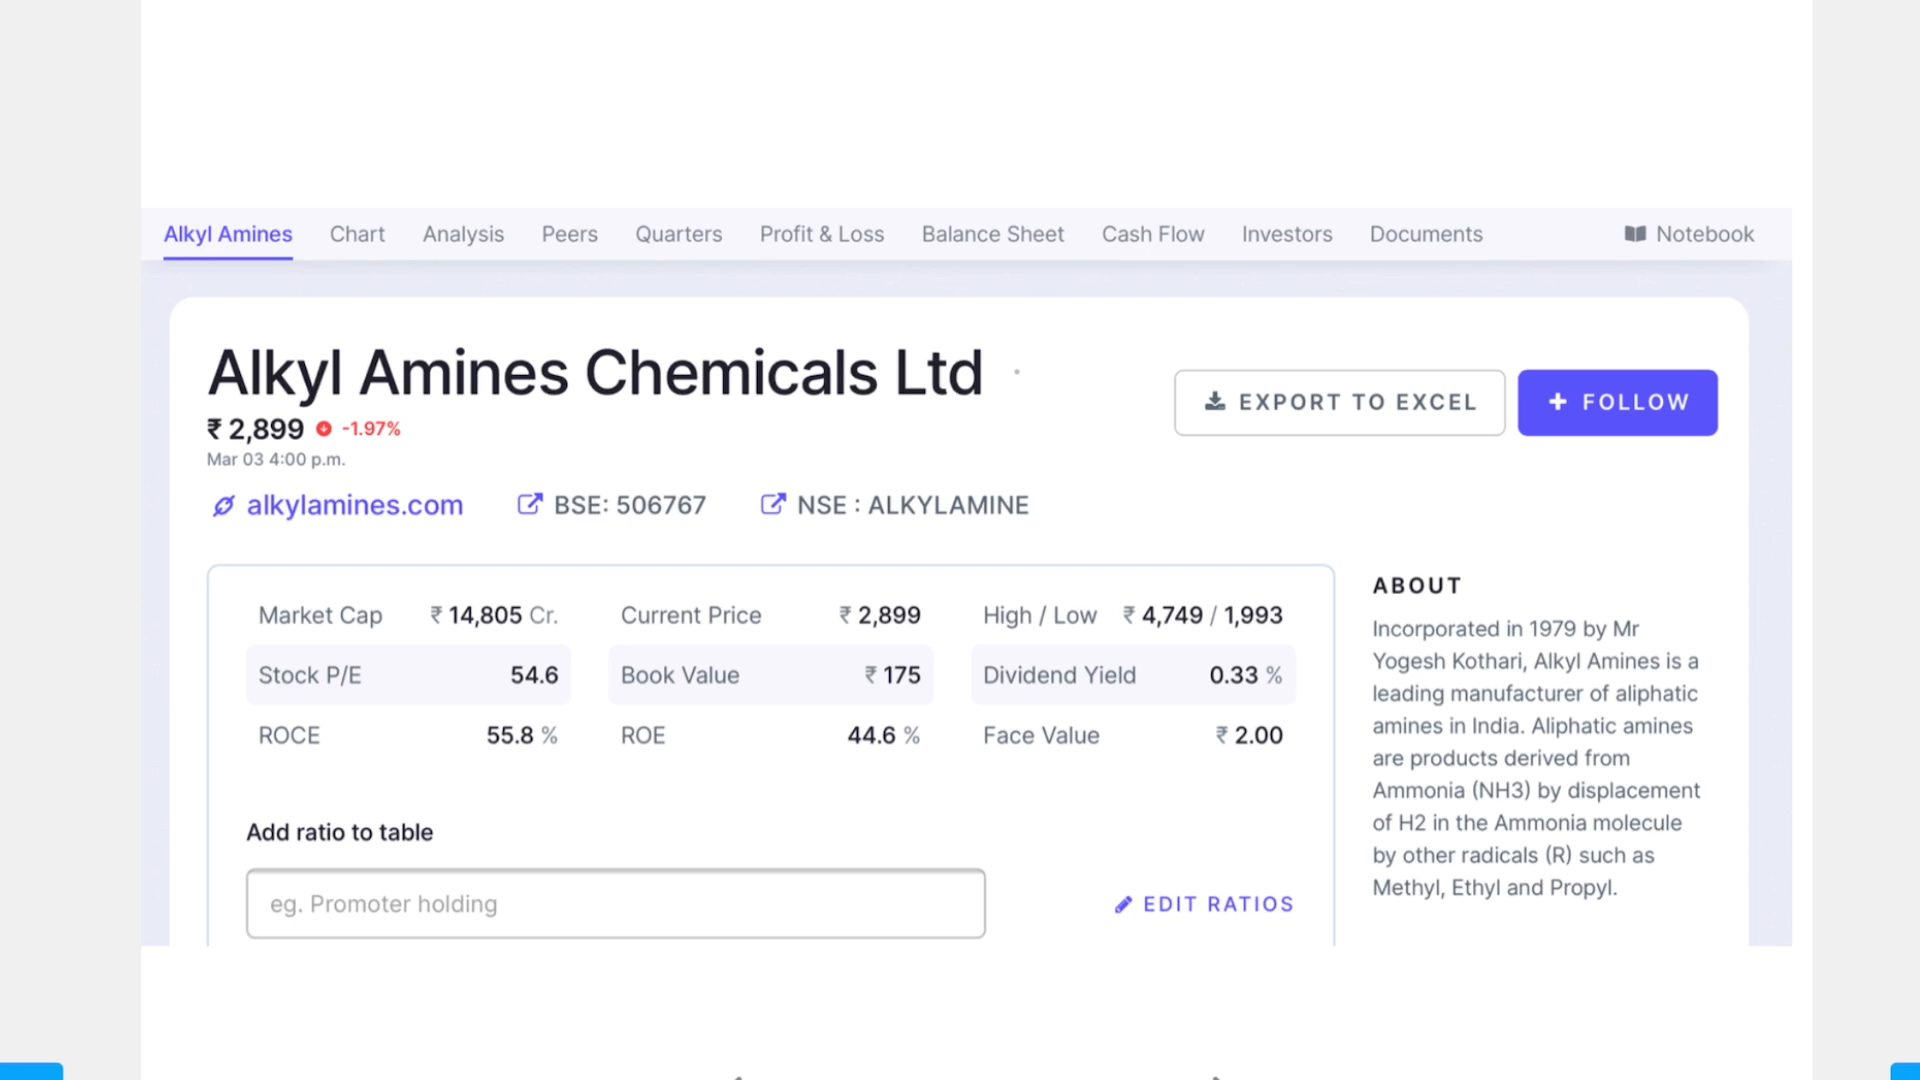 Alkyl Amines Chart Analysis Peers Quarters Profit & Loss Balance Sheet Cash Flow Investors Documents Notebook
Alkyl Amines Chemicals Ltd
EXPORT TO EXCEL + FOLLOW
₹ 2,899 -1.97%
Mar 03 4:00 p.m.
alkylamines.com BSE: 506767 NSE : ALKYLAMINE
Market Cap ₹ 14,805 Cr. Current Price ₹ 2,899 High / Low ₹ 4,749 / 1,993
Stock P/E 54.6 Book Value ₹ 175 Dividend Yield 0.33 %
ROCE 55.8 % ROE 44.6 % Face Value ₹ 2.00
Add ratio to table
eg. Promoter holding
EDIT RATIOS
ABOUT
Incorporated in 1979 by Mr
Yogesh Kothari, Alkyl Amines is a
leading manufacturer of aliphatic
amines in India. Aliphatic amines
are products derived from
Ammonia (NH3) by displacement
of H2 in the Ammonia molecule
by other radicals (R) such as
Methyl, Ethyl and Propyl.